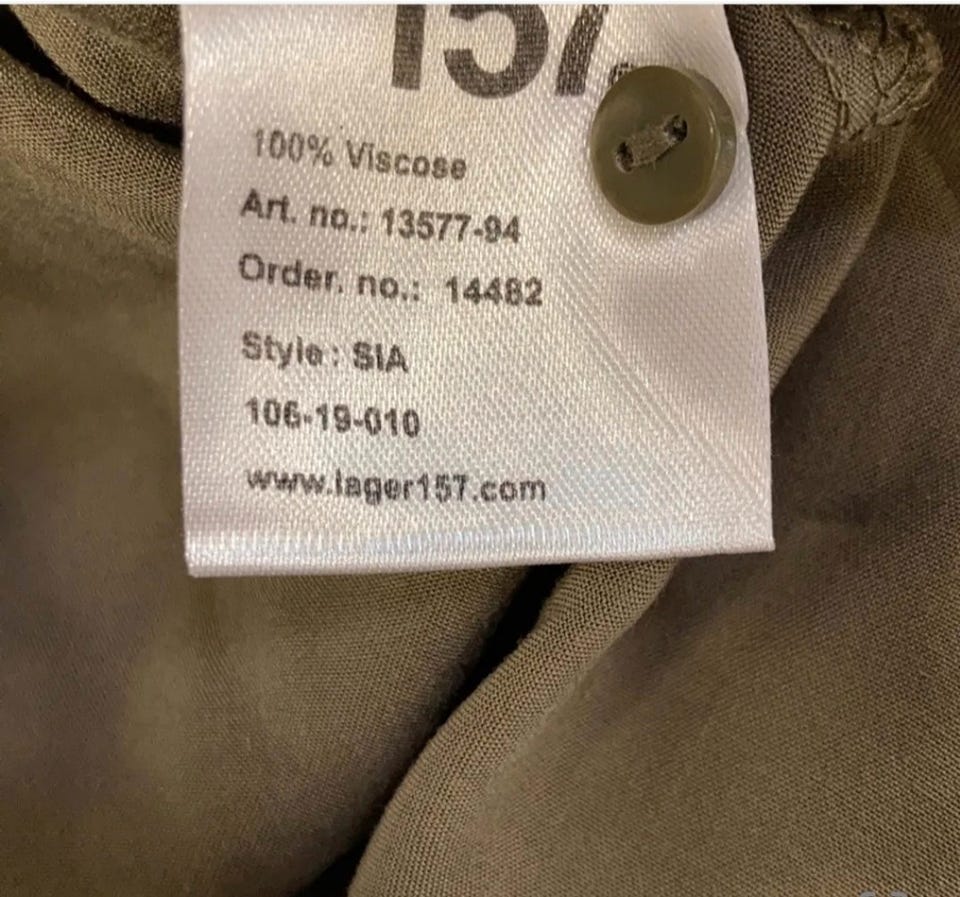 157
100% Viscose
Art. no.: 13577-94
Order. no.: 14482
Style : SIA
106-19-010
www.lager157.com